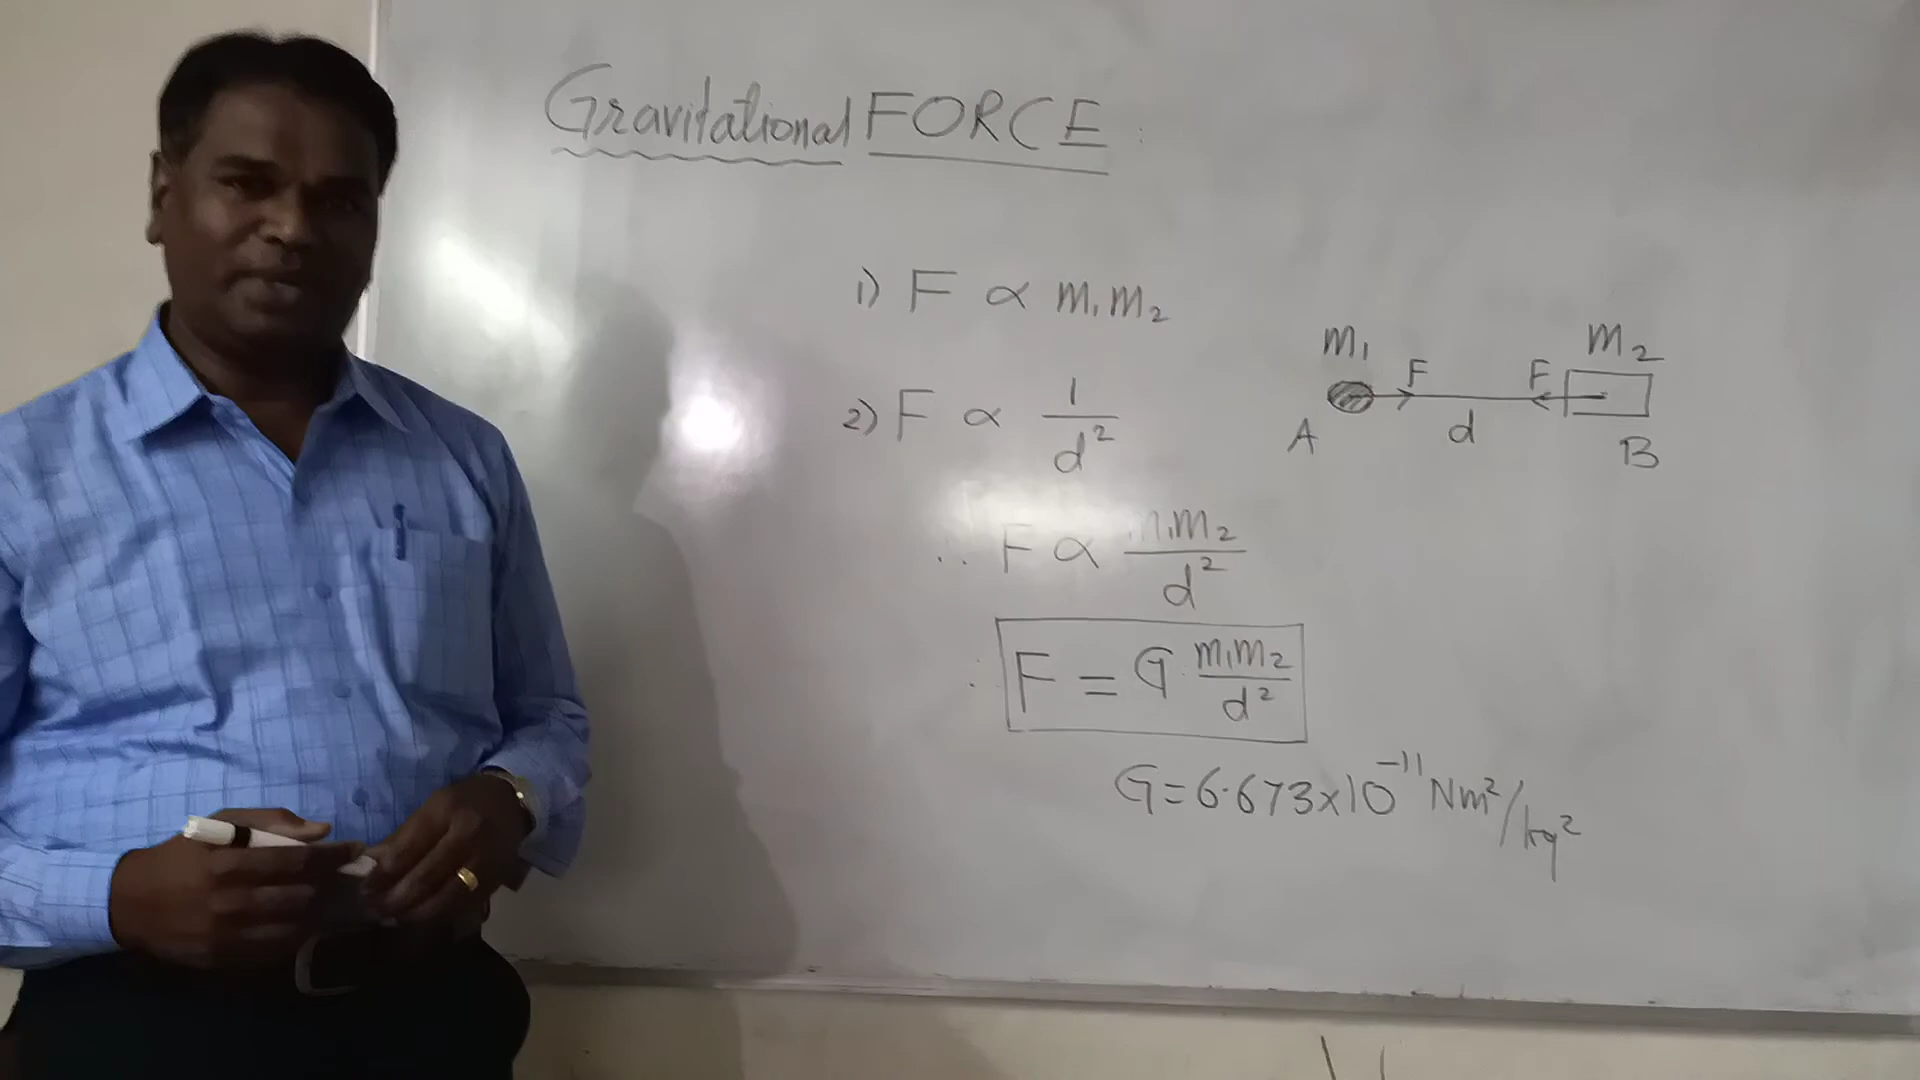 Gravitational FORCE :
1) F ∝ m₁m₂
2) F ∝ 1/d²
∴ F ∝ m₁m₂/d²
∴ F = G m₁m₂/d²
G = 6.673×10⁻¹¹ Nm²/kg²
m₁ m₂
F F
A d B